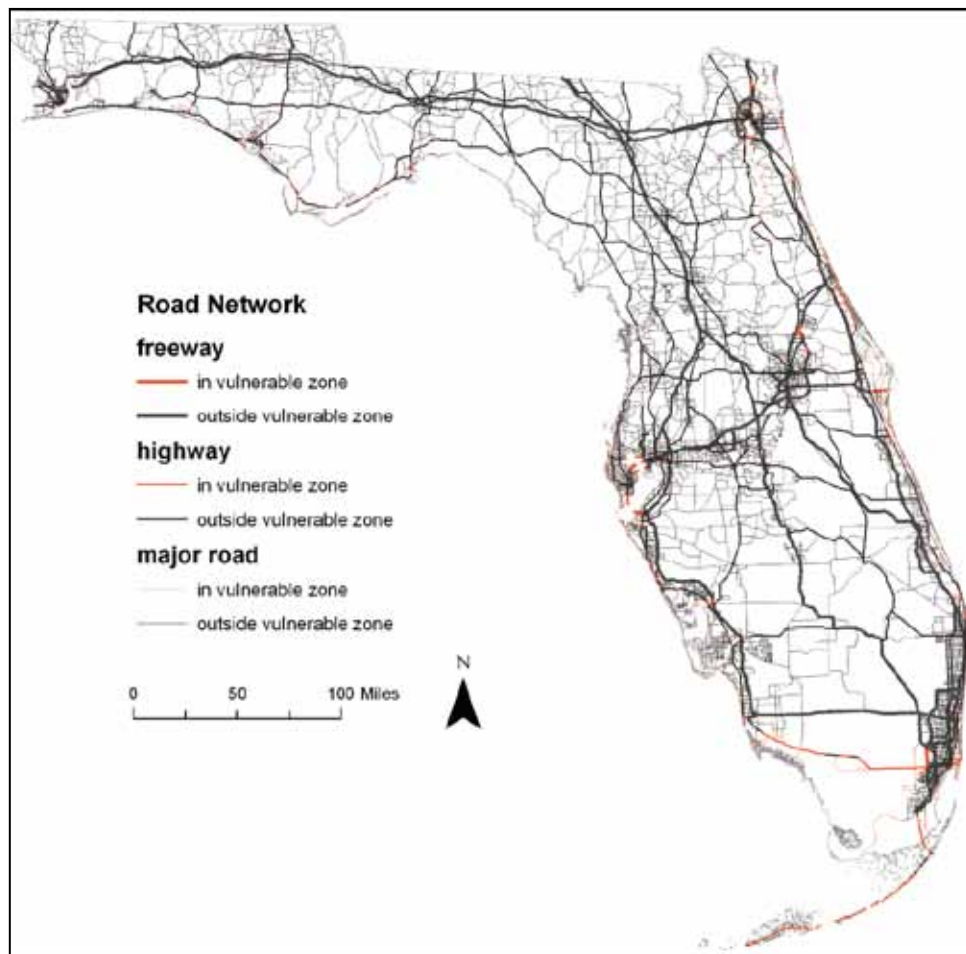 Road Network
freeway
in vulnerable zone
outside vulnerable zone
highway
in vulnerable zone
outside vulnerable zone
major road
in vulnerable zone
outside vulnerable zone
N
0 50 100 Miles